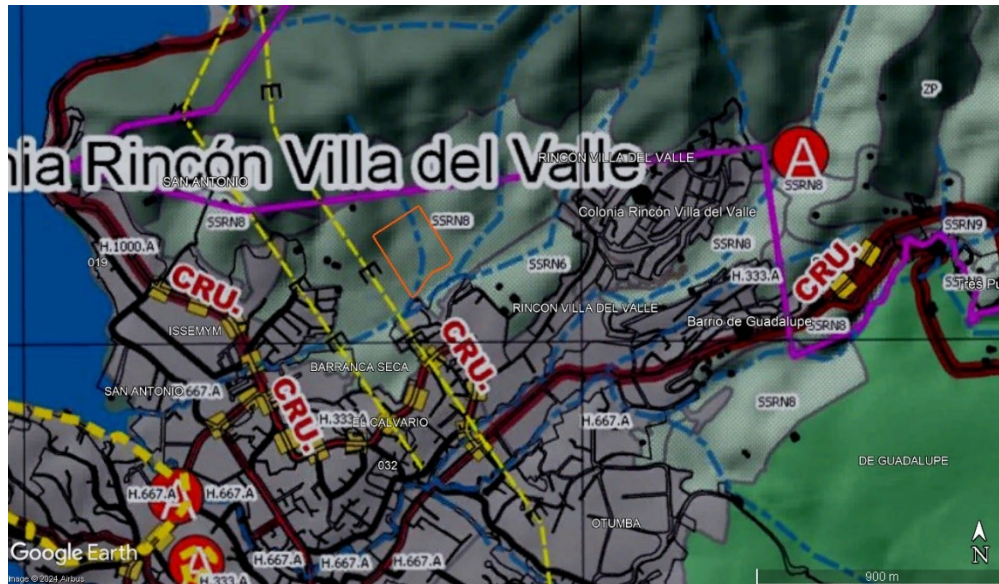 E
ZP
A
nia Rincón Villa del Valle
RINCON VILLA DEL VALLE
SAN ANTONIO
SSRN8
SSRN8
SSRN8
Colonia Rincón Villa del Valle
SSRN8
SSRN9
H.1000.A
019
CRU.
E
SSRN6
H.333.A
CRU.
RINCON VILLA DEL VALLE
Barrio de Guadalupe
SSRN8
ISSEMYM
CRU.
BARRANCA SECA
SAN ANTONIO
667.A
CRU.
EL CALVARIO
SSRN8
H.667.A
032
DE GUADALUPE
H.667.A
A
H.667.A
OTUMBA
A
H.333.A
H.667.A
H.667.A
H.667.A
Google Earth
Image © 2024 Airbus
900 m
N